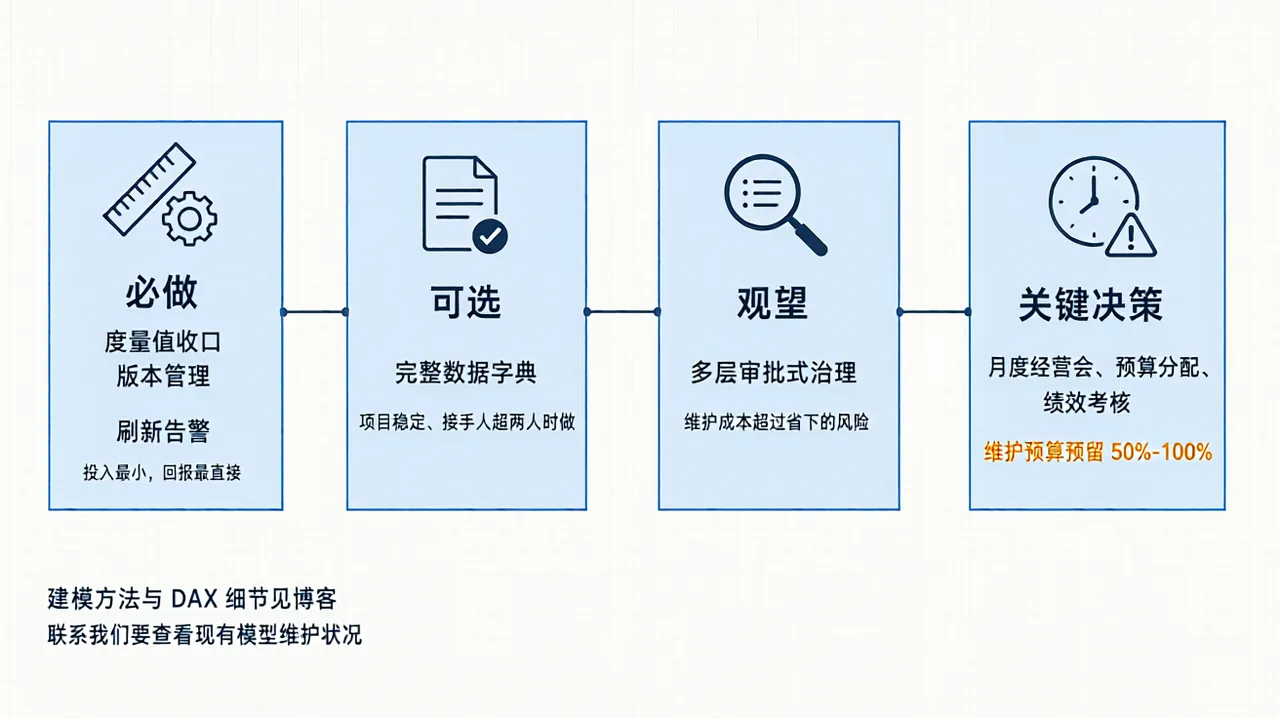 必做
度量值收口
版本管理
刷新告警
投入最小，回报最直接
可选
完整数据字典
项目稳定、接手人超两人时做
观望
多层审批式治理
维护成本超过省下的风险
关键决策
月度经营会、预算分配、
绩效考核
维护预算预留 50%-100%
建模方法与 DAX 细节见博客
联系我们要查看现有模型维护状况